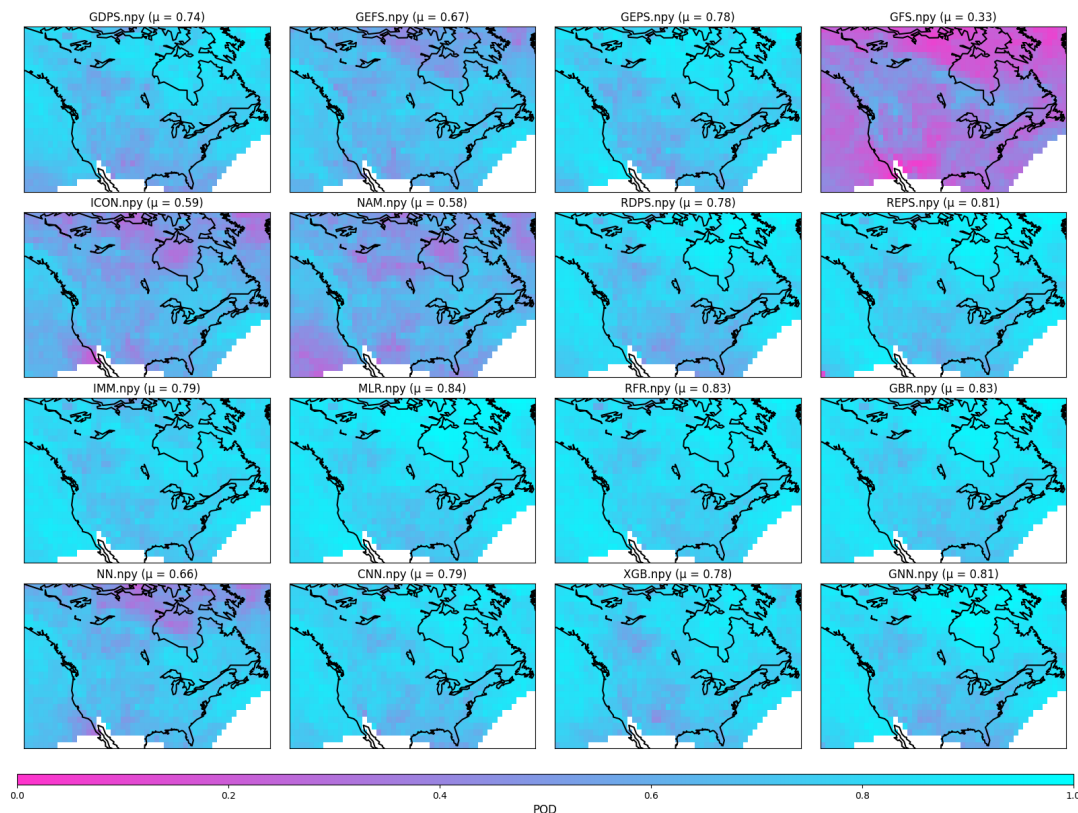 GDPS.npy (μ = 0.74)
GEFS.npy (μ = 0.67)
GEPS.npy (μ = 0.78)
GFS.npy (μ = 0.33)
ICON.npy (μ = 0.59)
NAM.npy (μ = 0.58)
RDPS.npy (μ = 0.78)
REPS.npy (μ = 0.81)
IMM.npy (μ = 0.79)
MLR.npy (μ = 0.84)
RFR.npy (μ = 0.83)
GBR.npy (μ = 0.83)
NN.npy (μ = 0.66)
CNN.npy (μ = 0.79)
XGB.npy (μ = 0.78)
GNN.npy (μ = 0.81)
0.0 0.2 0.4 0.6 0.8 1.0
POD